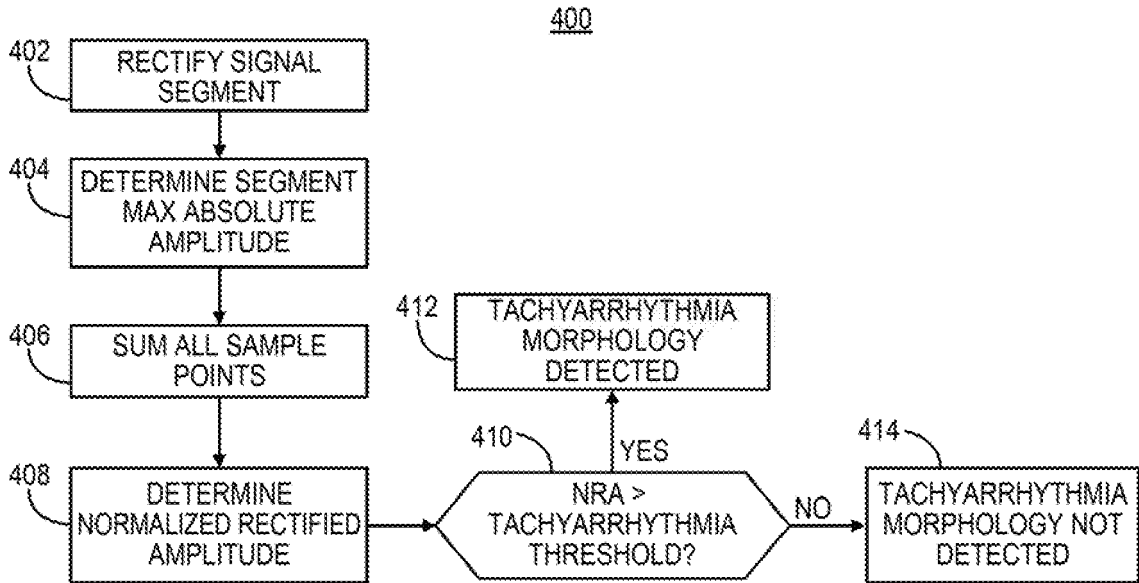 400
402
RECTIFY SIGNAL
SEGMENT
404
DETERMINE SEGMENT
MAX ABSOLUTE
AMPLITUDE
406
SUM ALL SAMPLE
POINTS
408
DETERMINE
NORMALIZED RECTIFIED
AMPLITUDE
410
NRA >
TACHYARRHYTHMIA
THRESHOLD?
YES
412
TACHYARRHYTHMIA
MORPHOLOGY
DETECTED
NO
414
TACHYARRHYTHMIA
MORPHOLOGY NOT
DETECTED